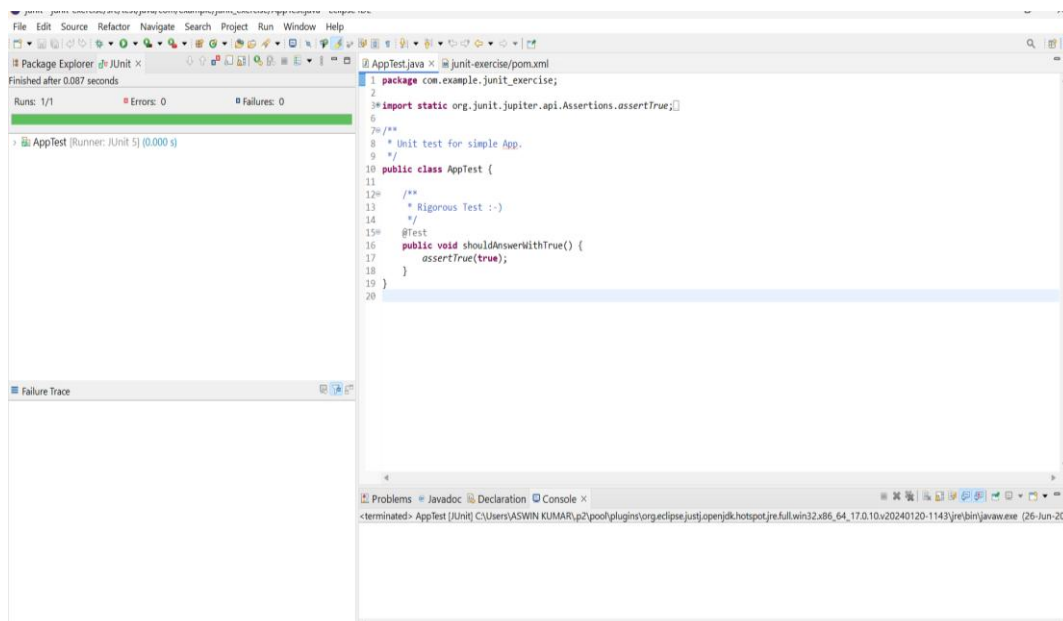 File Edit Source Refactor Navigate Search Project Run Window Help
Package Explorer JUnit ×
Finished after 0.087 seconds
Runs: 1/1 Errors: 0 Failures: 0
AppTest [Runner: JUnit 5] (0.000 s)
Failure Trace
AppTest.java × junit-exercise/pom.xml
1 package com.example.junit_exercise;
2
3 import static org.junit.jupiter.api.Assertions.assertTrue;
6
7 /**
8 * Unit test for simple App.
9 */
10 public class AppTest {
11
12 /**
13 * Rigorous Test :-)
14 */
15 @Test
16 public void shouldAnswerWithTrue() {
17 assertTrue(true);
18 }
19 }
20
Problems Javadoc Declaration Console ×
<terminated> AppTest [JUnit] C:\Users\ASWIN KUMAR\.p2\pool\plugins\org.eclipse.justj.openjdk.hotspot.jre.full.win32.x86_64_17.0.10.v20240120-1143\jre\bin\javaw.exe (26-Jun-20